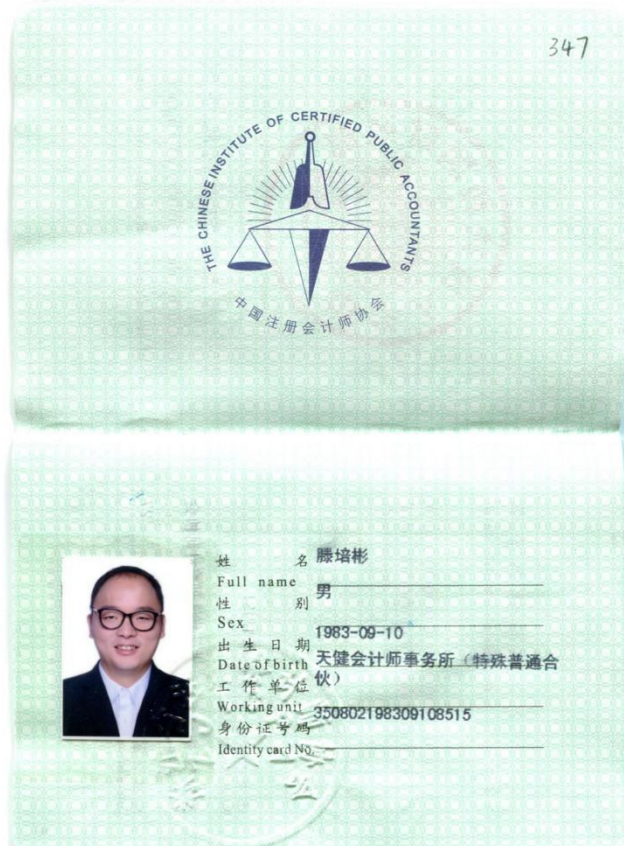 347
THE CHINESE INSTITUTE OF CERTIFIED PUBLIC ACCOUNTANTS
中国注册会计师协会
姓 名 滕培彬
Full name
性 别 男
Sex
出生日期 1983-09-10
Date of birth
工作单位 天健会计师事务所（特殊普通合
伙）
Working unit
身份证号码 350802198309108515
Identity card No.